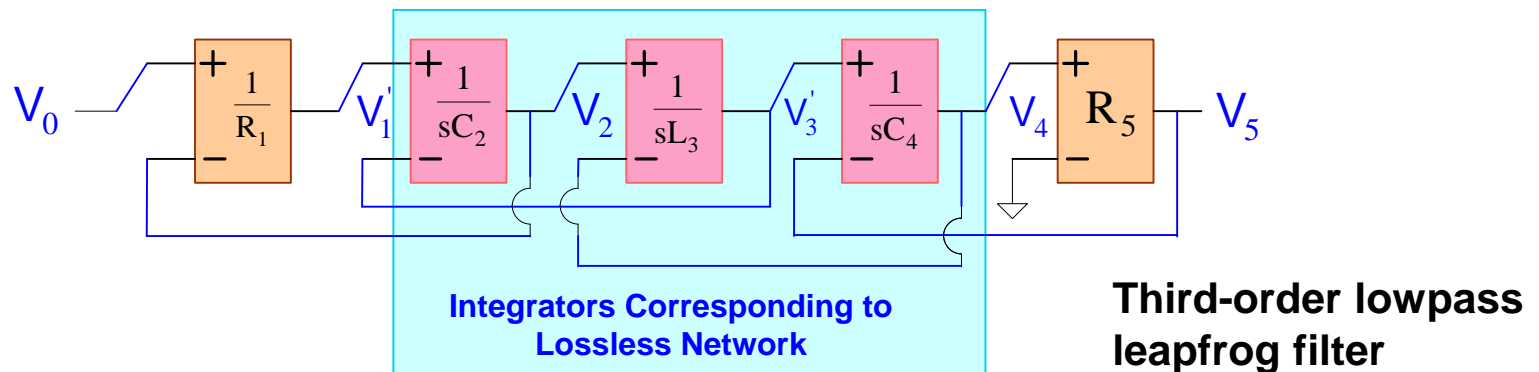 V0 + 1/R1 − V1' + 1/sC2 − V2 + 1/sL3 − V3' + 1/sC4 − V4 + R5 − V5
Integrators Corresponding to
Lossless Network
Third-order lowpass
leapfrog filter